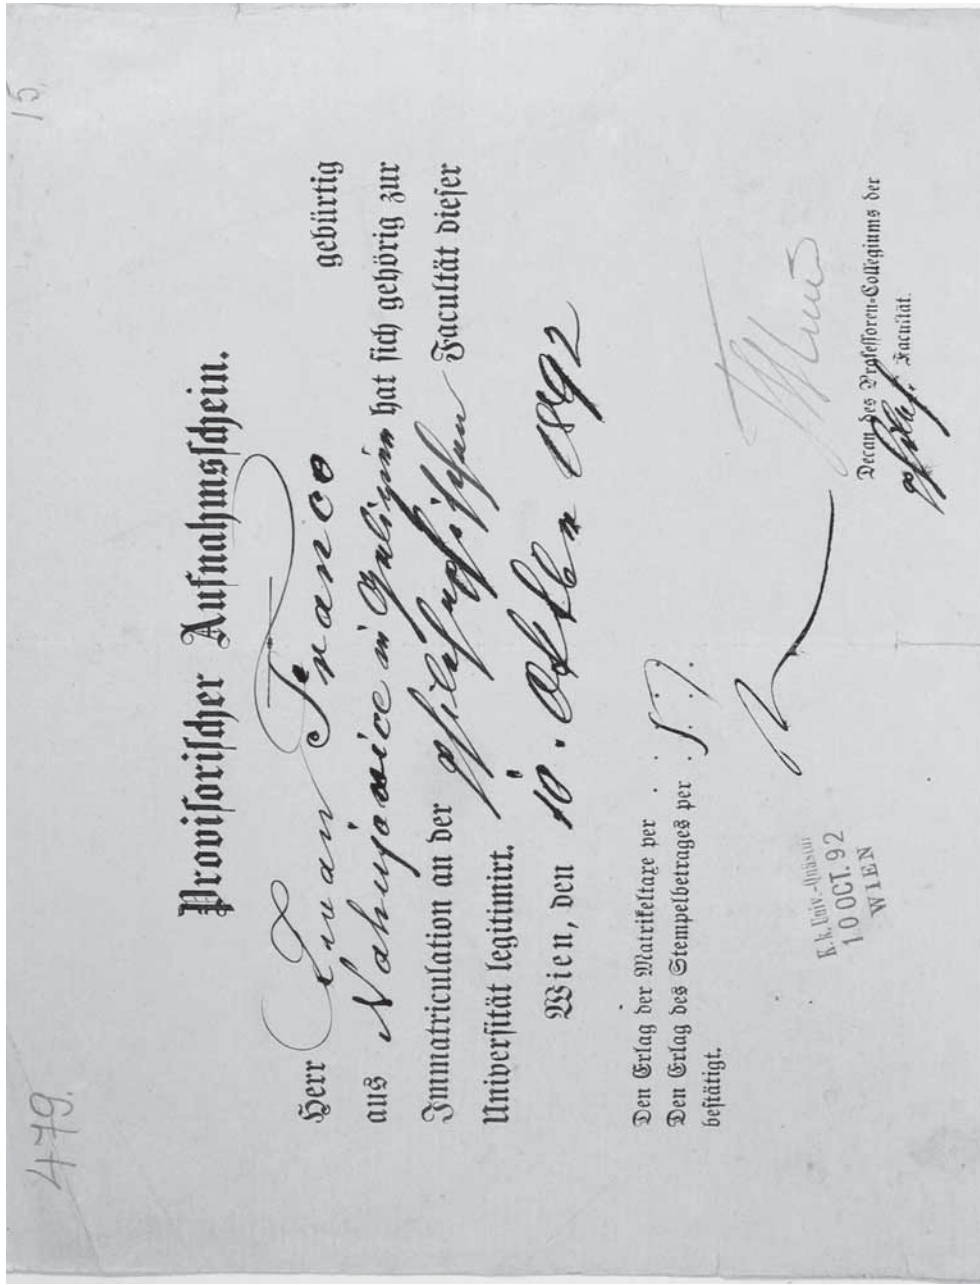 479.
15
Provisorischer Aufnahmsschein.
Herr Iwan Franco gebürtig
aus Nahujowice in Galizien hat sich gehörig zur
Immatriculation an der philosophischen Facultät dieser
Universität legitimirt.
Wien, den 10. Oktbr 1892
Den Erlag der Matrikeltaxe per . .
Den Erlag des Stempelbetrages per .
bestätigt.
K.k. Univ.-Quästur
10 OCT. 92
WIEN
Decan des Professoren-Collegiums der
philos. Facultät.